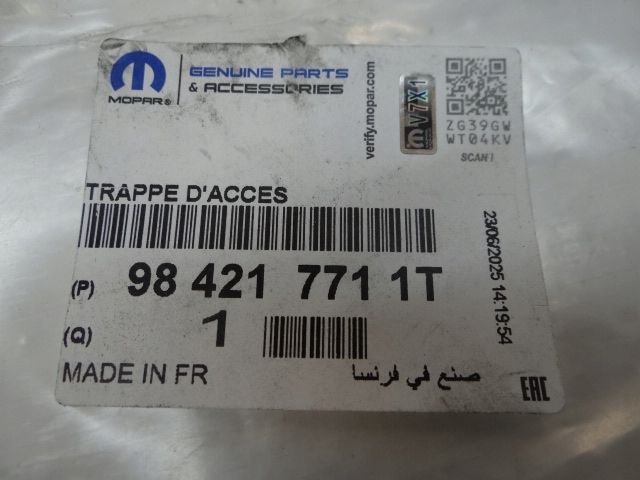 MOPAR®
GENUINE PARTS
& ACCESSORIES
verify.mopar.com
V7X1
ZG39GW
WT04KV
SCAN!
TRAPPE D'ACCES
(P) 98 421 771 1T
(Q) 1
23/06/2025 14:19:54
MADE IN FR
صنع في فرنسا
EAC